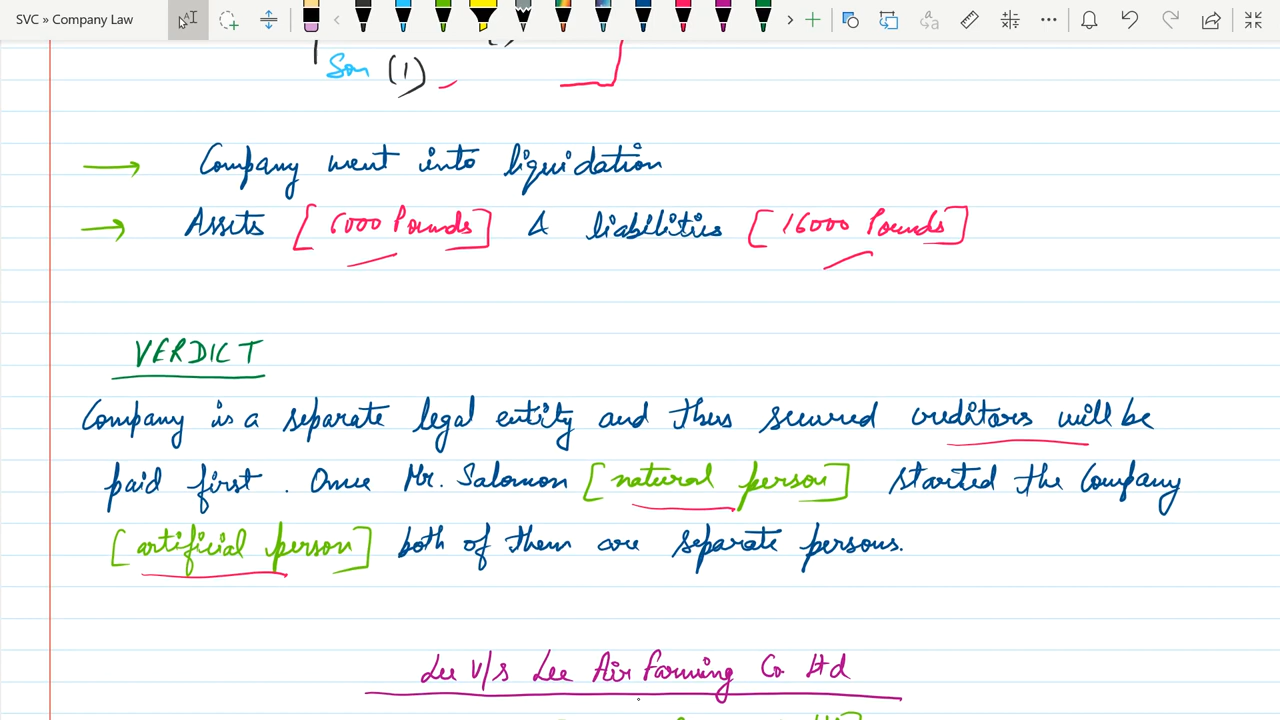 SVC » Company Law
Son (1)
→ Company went into liquidation
→ Assets [6000 Pounds] & liabllities [16000 Pounds]
VERDICT
Company is a separate legal entity and thus secured creditors will be
paid first. Once Mr. Salomon [natural person] started the Company
[artificial person] both of them are separate persons.
Lee V/s Lee Air Farming Co ltd